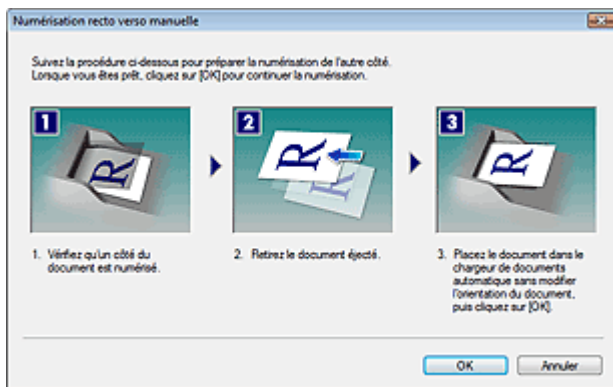 Numérisation recto verso manuelle
Suivez la procédure ci-dessous pour préparer la numérisation de l'autre côté.
Lorsque vous êtes prêt, cliquez sur [OK] pour continuer la numérisation.
1
2
3
R
R
R
R
1. Vérifiez qu'un côté du
document est numérisé.
2. Retirez le document éjecté.
3. Placez le document dans le
chargeur de documents
automatique sans modifier
l'orientation du document,
puis cliquez sur [OK].
OK
Annuler